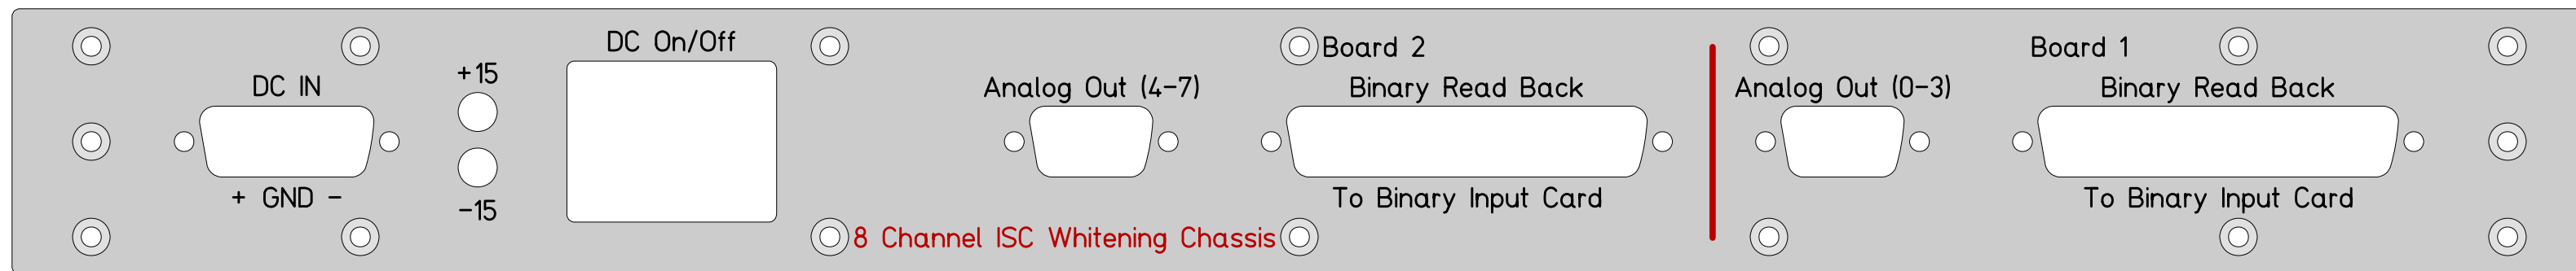 DC IN
+ GND -
+15
-15
DC On/Off
8 Channel ISC Whitening Chassis
Analog Out (4-7)
Board 2
Binary Read Back
To Binary Input Card
Analog Out (0-3)
Board 1
Binary Read Back
To Binary Input Card